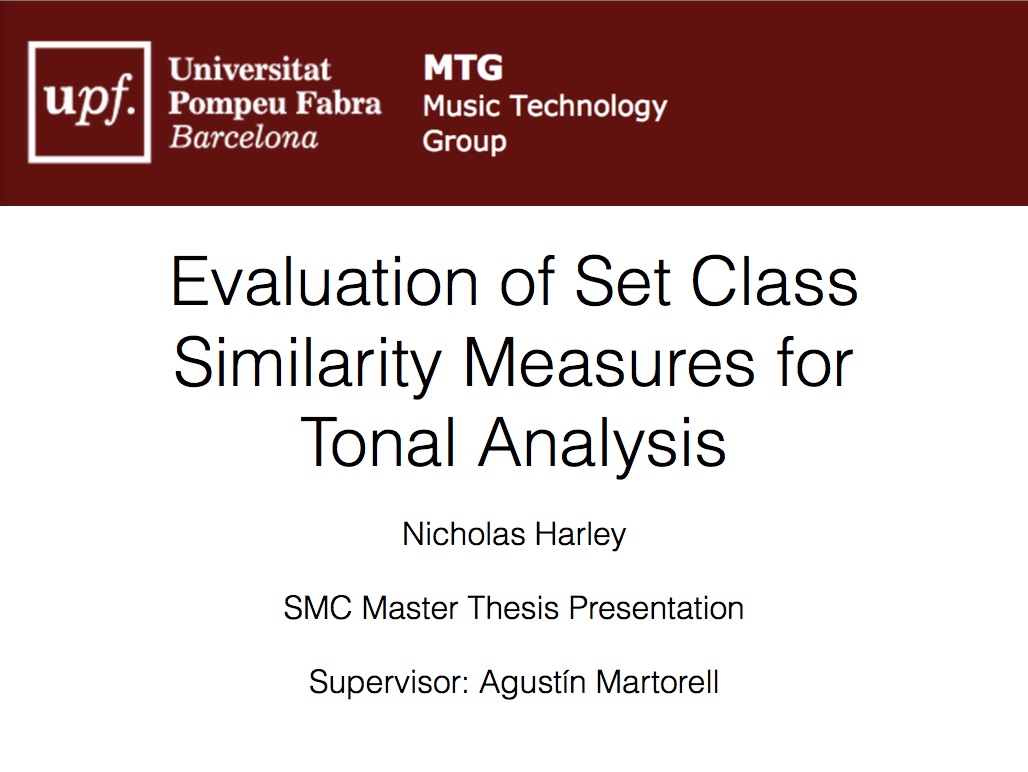 upf.
Universitat
Pompeu Fabra
Barcelona
MTG
Music Technology
Group
Evaluation of Set Class
Similarity Measures for
Tonal Analysis
Nicholas Harley
SMC Master Thesis Presentation
Supervisor: Agustín Martorell